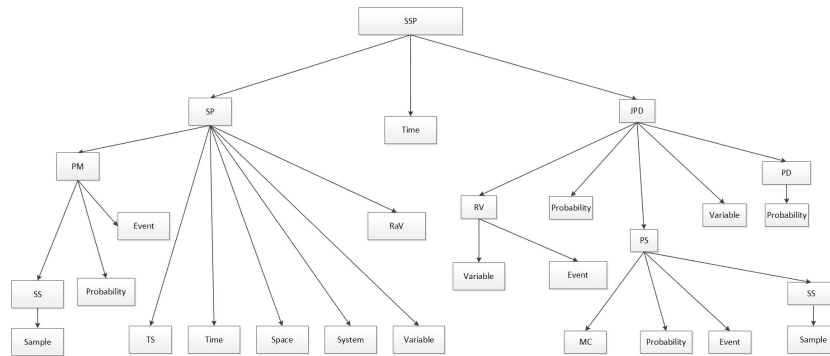 SSP
SP
Time
JPD
PM
Event
SS
Probability
Sample
TS
Time
Space
System
Variable
RaV
RV
Variable
Event
Probability
PS
MC
Probability
Event
SS
Sample
Variable
PD
Probability